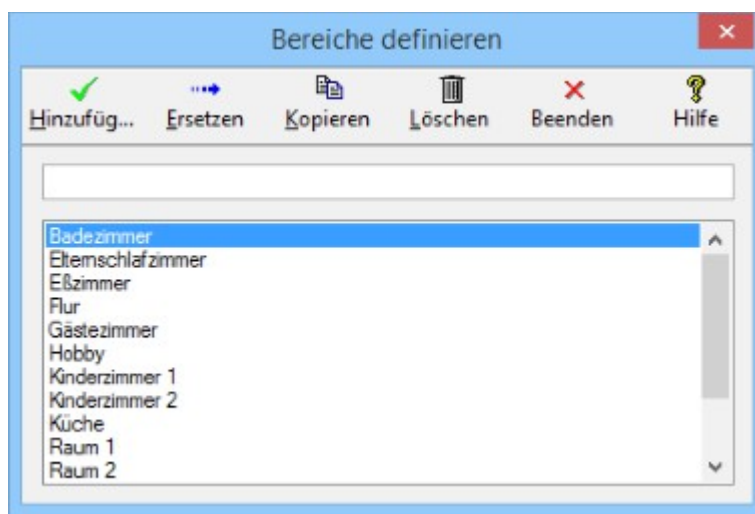 Bereiche definieren
Hinzufüg... Ersetzen Kopieren Löschen Beenden Hilfe
Badezimmer
Elternschlafzimmer
Eßzimmer
Flur
Gästezimmer
Hobby
Kinderzimmer 1
Kinderzimmer 2
Küche
Raum 1
Raum 2